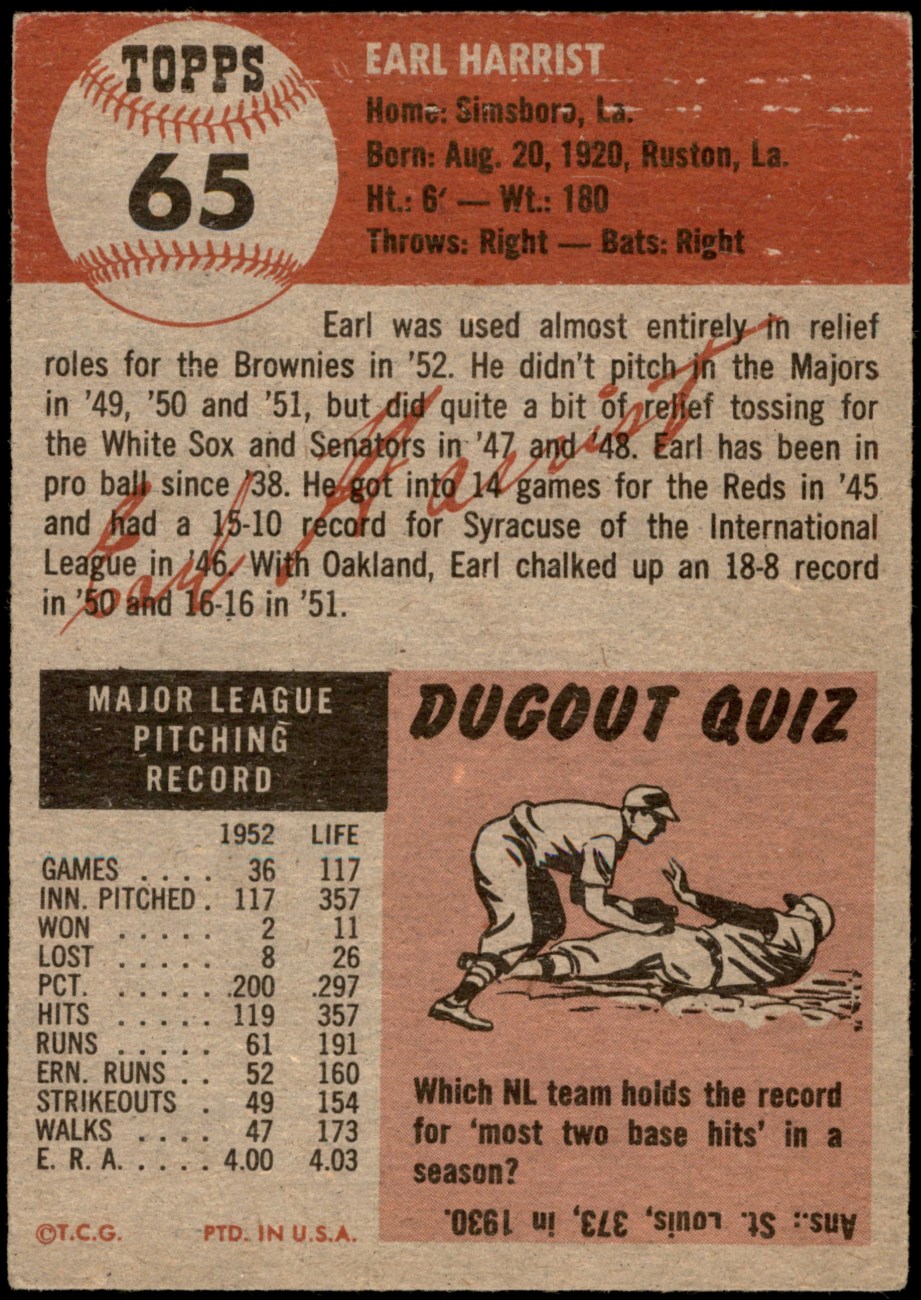 TOPPS
65
EARL HARRIST
Home: Simsboro, La.
Born: Aug. 20, 1920, Ruston, La.
Ht.: 6′ — Wt.: 180
Throws: Right — Bats: Right
Earl was used almost entirely in relief
roles for the Brownies in '52. He didn't pitch in the Majors
in '49, '50 and '51, but did quite a bit of relief tossing for
the White Sox and Senators in '47 and '48. Earl has been in
pro ball since '38. He got into 14 games for the Reds in '45
and had a 15-10 record for Syracuse of the International
League in '46. With Oakland, Earl chalked up an 18-8 record
in '50 and 16-16 in '51.
Earl Harrist
MAJOR LEAGUE
PITCHING
RECORD
1952 LIFE
GAMES . . . . 36 117
INN. PITCHED . 117 357
WON . . . . . 2 11
LOST . . . . . 8 26
PCT. . . . . . .200 .297
HITS . . . . . 119 357
RUNS . . . . . 61 191
ERN. RUNS . . 52 160
STRIKEOUTS . 49 154
WALKS . . . . 47 173
E. R. A. . . . . 4.00 4.03
©T.C.G. PTD. IN U.S.A.
DUGOUT QUIZ
Which NL team holds the record
for 'most two base hits' in a
season?
Ans.: St. Louis, 373, in 1930.